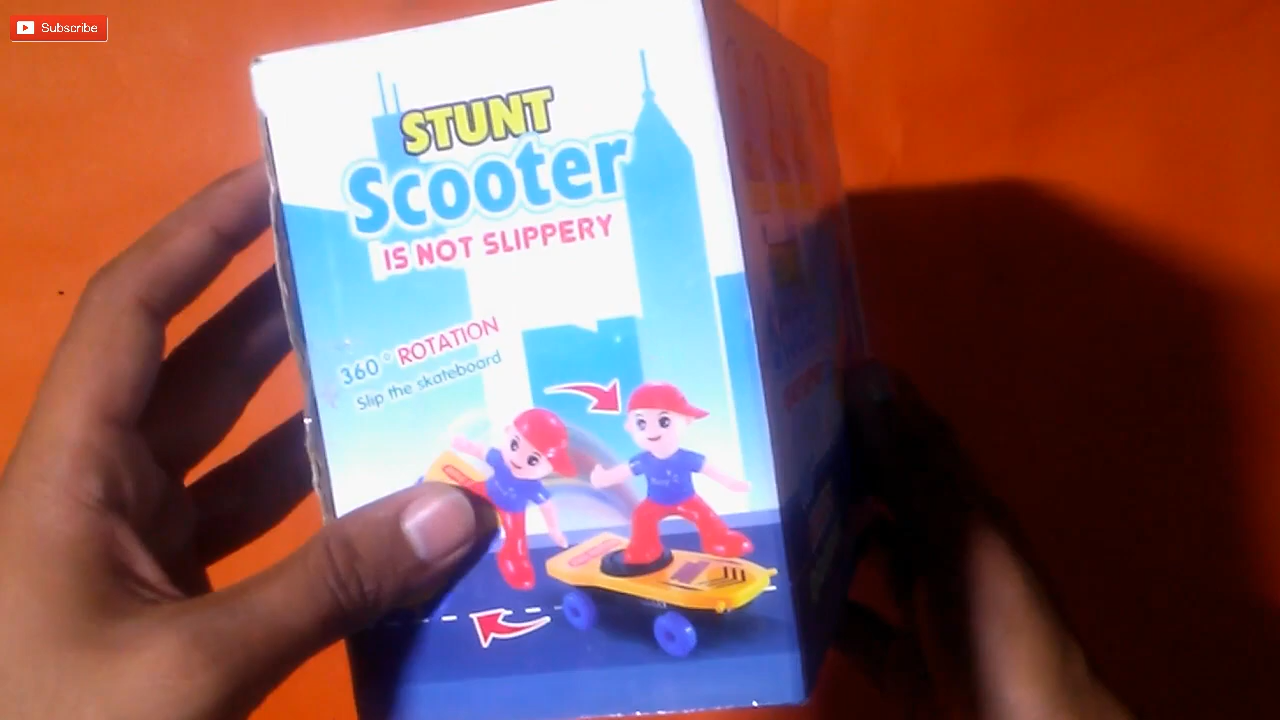 Subscribe
STUNT
Scooter
IS NOT SLIPPERY
360° ROTATION
Slip the skateboard